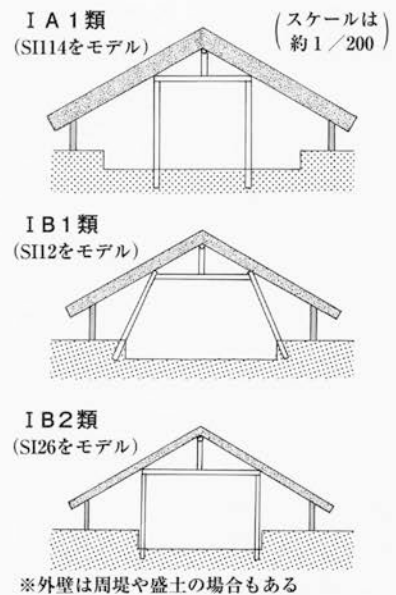 ⅠA1類
(SI114をモデル)
(スケールは
約1/200)
ⅠB1類
(SI12をモデル)
ⅠB2類
(SI26をモデル)
※外壁は周堤や盛土の場合もある